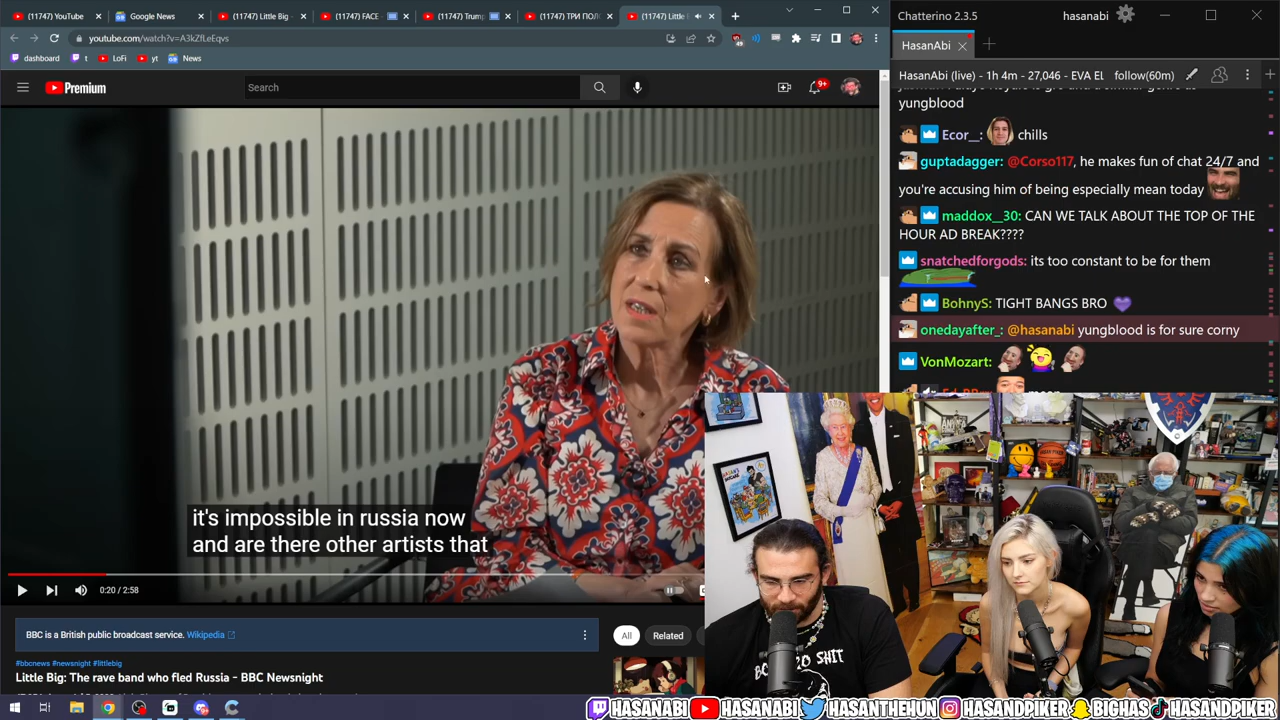 (11747) YouTube
Google News
(11747) Little Big -
(11747) FACE -
(11747) Trump
(11747) ТРИ ПОЛО
(11747) Little B
youtube.com/watch?v=A3kZfLeEqvs
dashboard
t
LoFi
yt
News
Premium
Search
9+
it's impossible in russia now
and are there other artists that
0:20 / 2:58
BBC is a British public broadcast service. Wikipedia
All
Related
#bbcnews #newsnight #littlebig
Little Big: The rave band who fled Russia - BBC Newsnight
Chatterino 2.3.5
hasanabi
HasanAbi
HasanAbi (live) - 1h 4m - 27,046 - EVA EL
follow(60m)
yungblood
Ecor__: chills
guptadagger: @Corso117, he makes fun of chat 24/7 and
you're accusing him of being especially mean today
maddox__30: CAN WE TALK ABOUT THE TOP OF THE
HOUR AD BREAK????
snatchedforgods: its too constant to be for them
BohnyS: TIGHT BANGS BRO
onedayafter_: @hasanabi yungblood is for sure corny
VonMozart:
HASANABI
HASANABI
HASANTHEHUN
HASANDPIKER
BIGHAS
HASANDPIKER